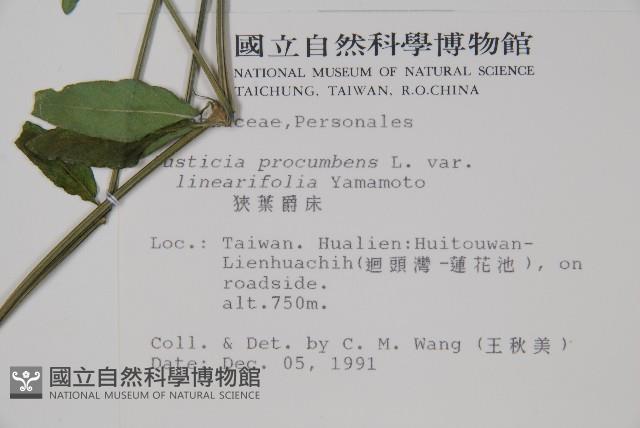 國立自然科學博物館
NATIONAL MUSEUM OF NATURAL SCIENCE
TAICHUNG, TAIWAN, R.O.CHINA
ceae,Personales
usticia procumbens L. var.
linearifolia Yamamoto
狹葉爵床
Loc.: Taiwan. Hualien:Huitouwan-
Lienhuachih(迴頭灣-蓮花池), on
roadside.
alt.750m.
Coll. & Det. by C. M. Wang (王秋美)
Date: Dec. 05, 1991
國立自然科學博物館
NATIONAL MUSEUM OF NATURAL SCIENCE